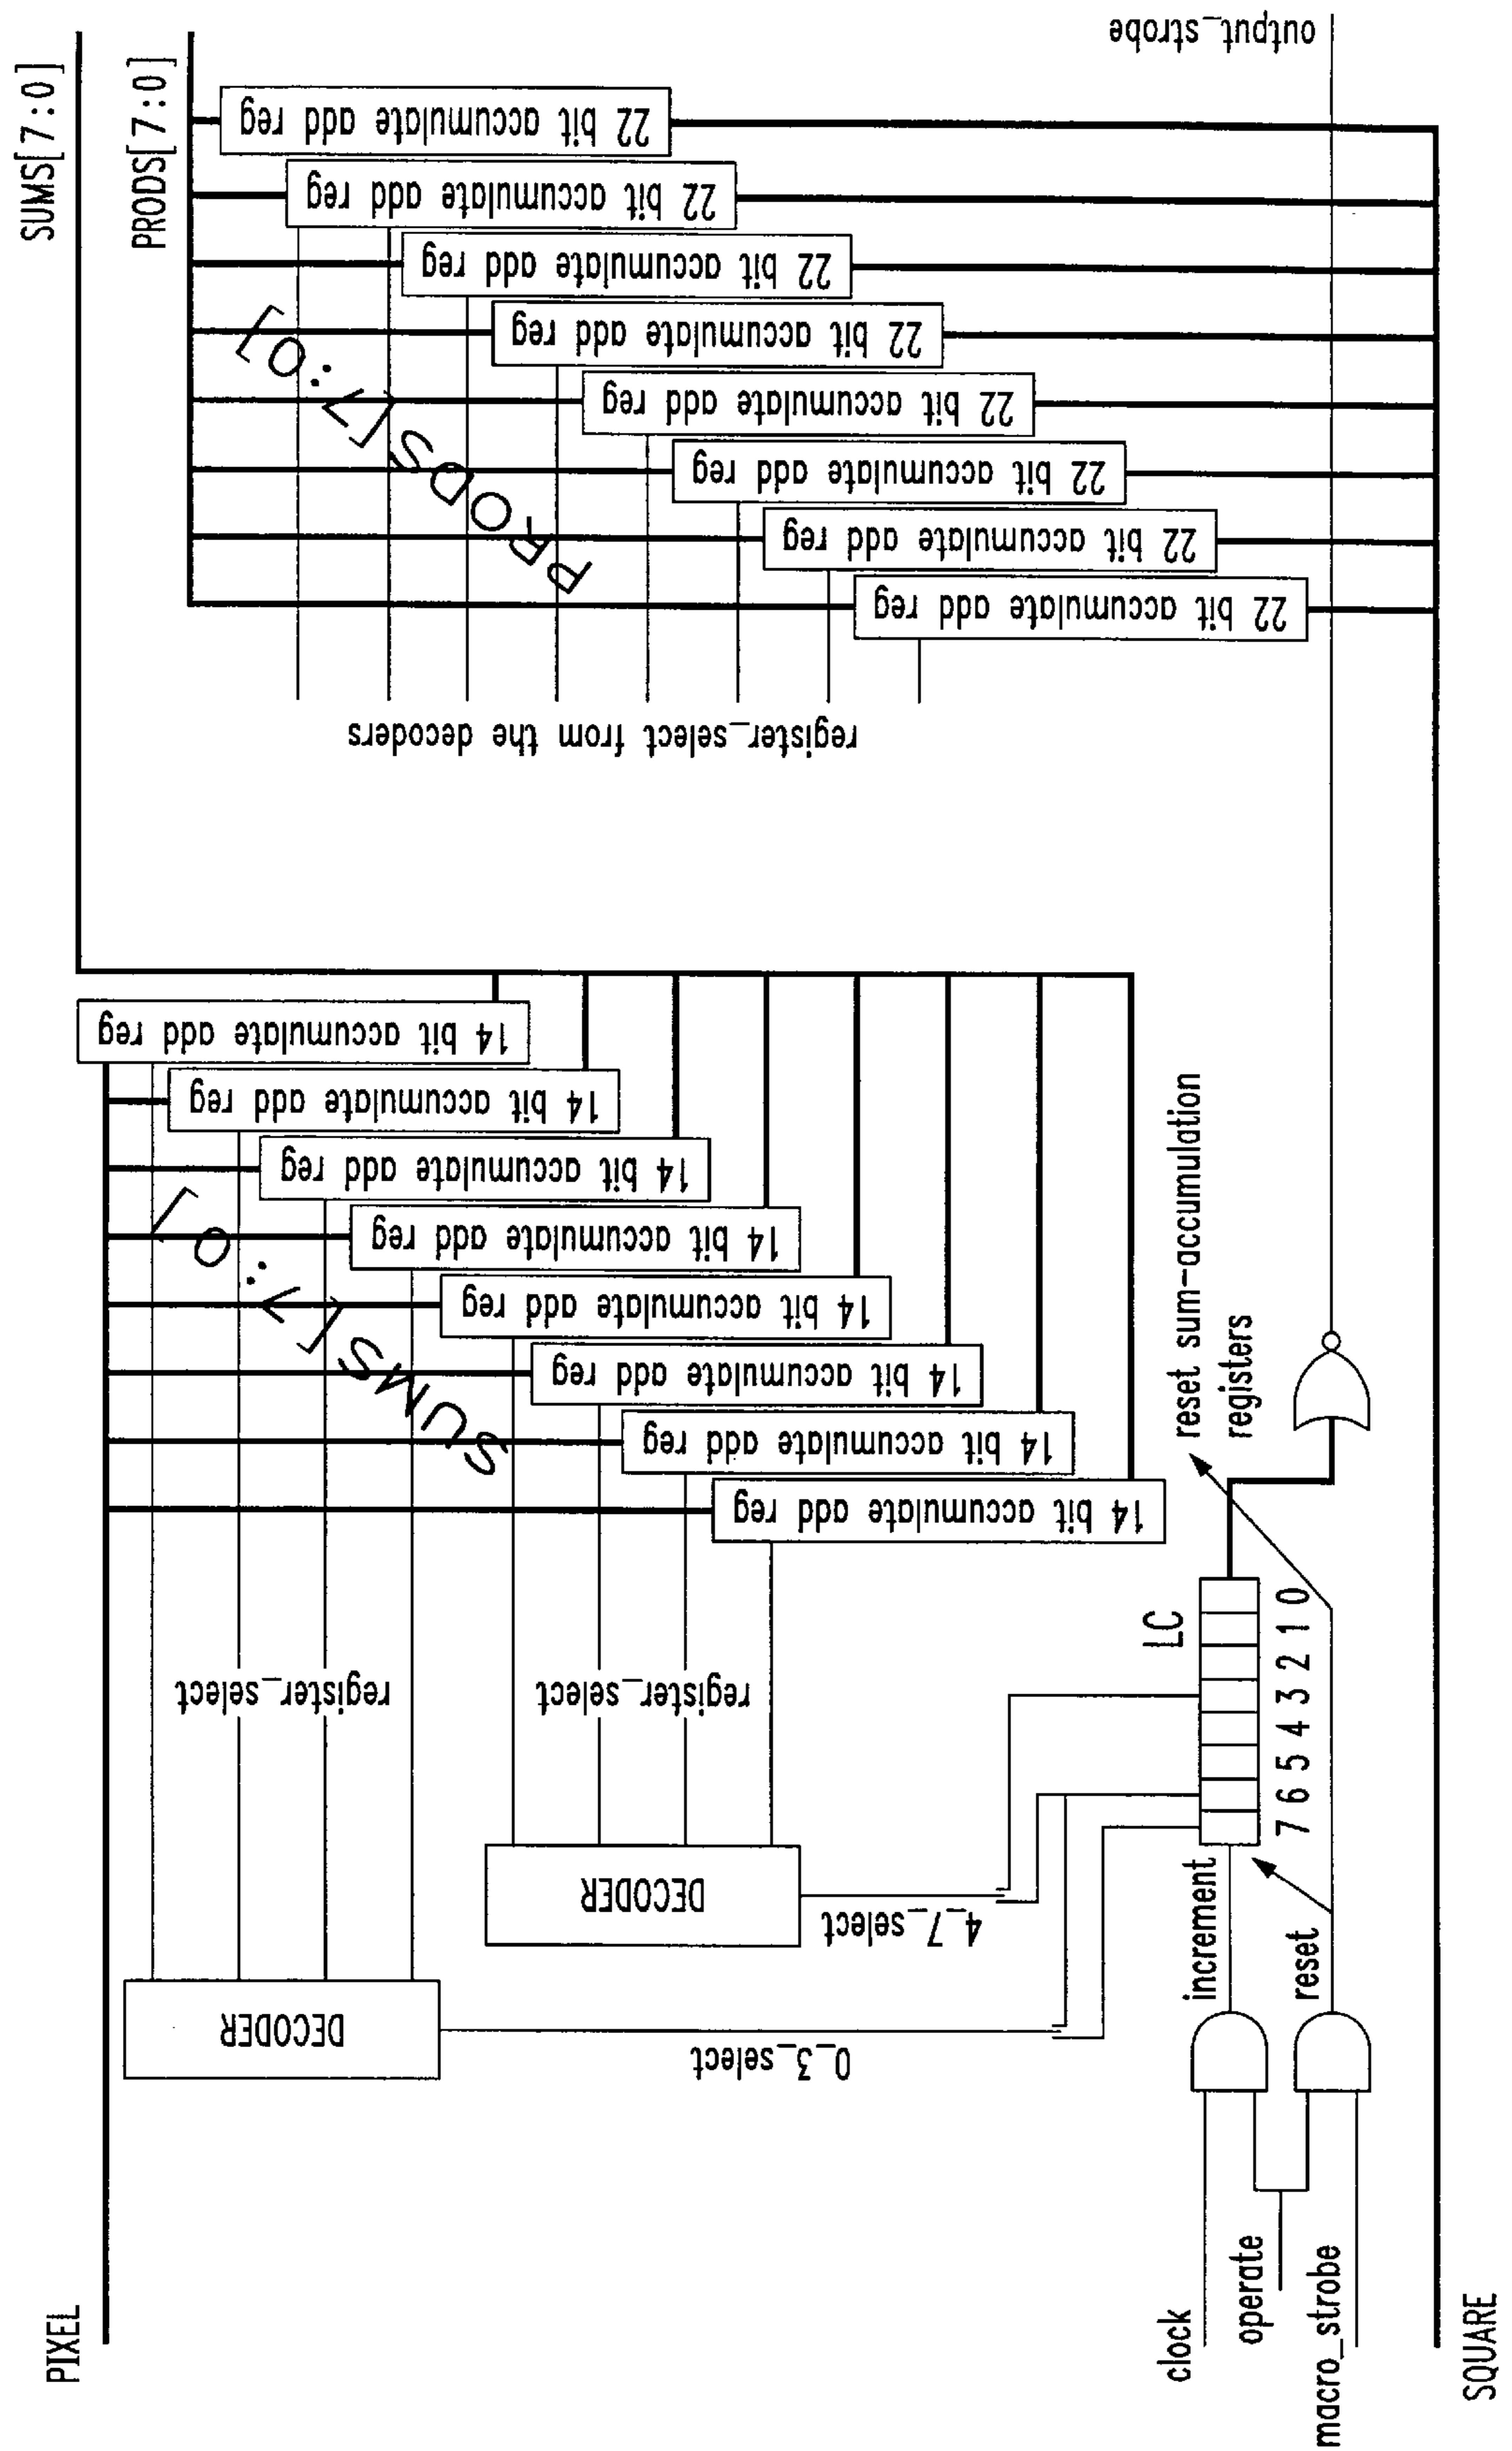 SUMS[7:0]
PRODS[7:0]
output_strobe
22 bit accumulate add reg
22 bit accumulate add reg
22 bit accumulate add reg
22 bit accumulate add reg
22 bit accumulate add reg
22 bit accumulate add reg
22 bit accumulate add reg
22 bit accumulate add reg
PRODS[7:0]
register_select from the decoders
14 bit accumulate add reg
14 bit accumulate add reg
14 bit accumulate add reg
14 bit accumulate add reg
14 bit accumulate add reg
14 bit accumulate add reg
14 bit accumulate add reg
14 bit accumulate add reg
SUMS[7:0]
reset sum-accumulation
registers
register_select
register_select
LC
7 6 5 4 3 2 1 0
DECODER
DECODER
4_7_select
0_3_select
increment
reset
PIXEL
clock
operate
macro_strobe
SQUARE